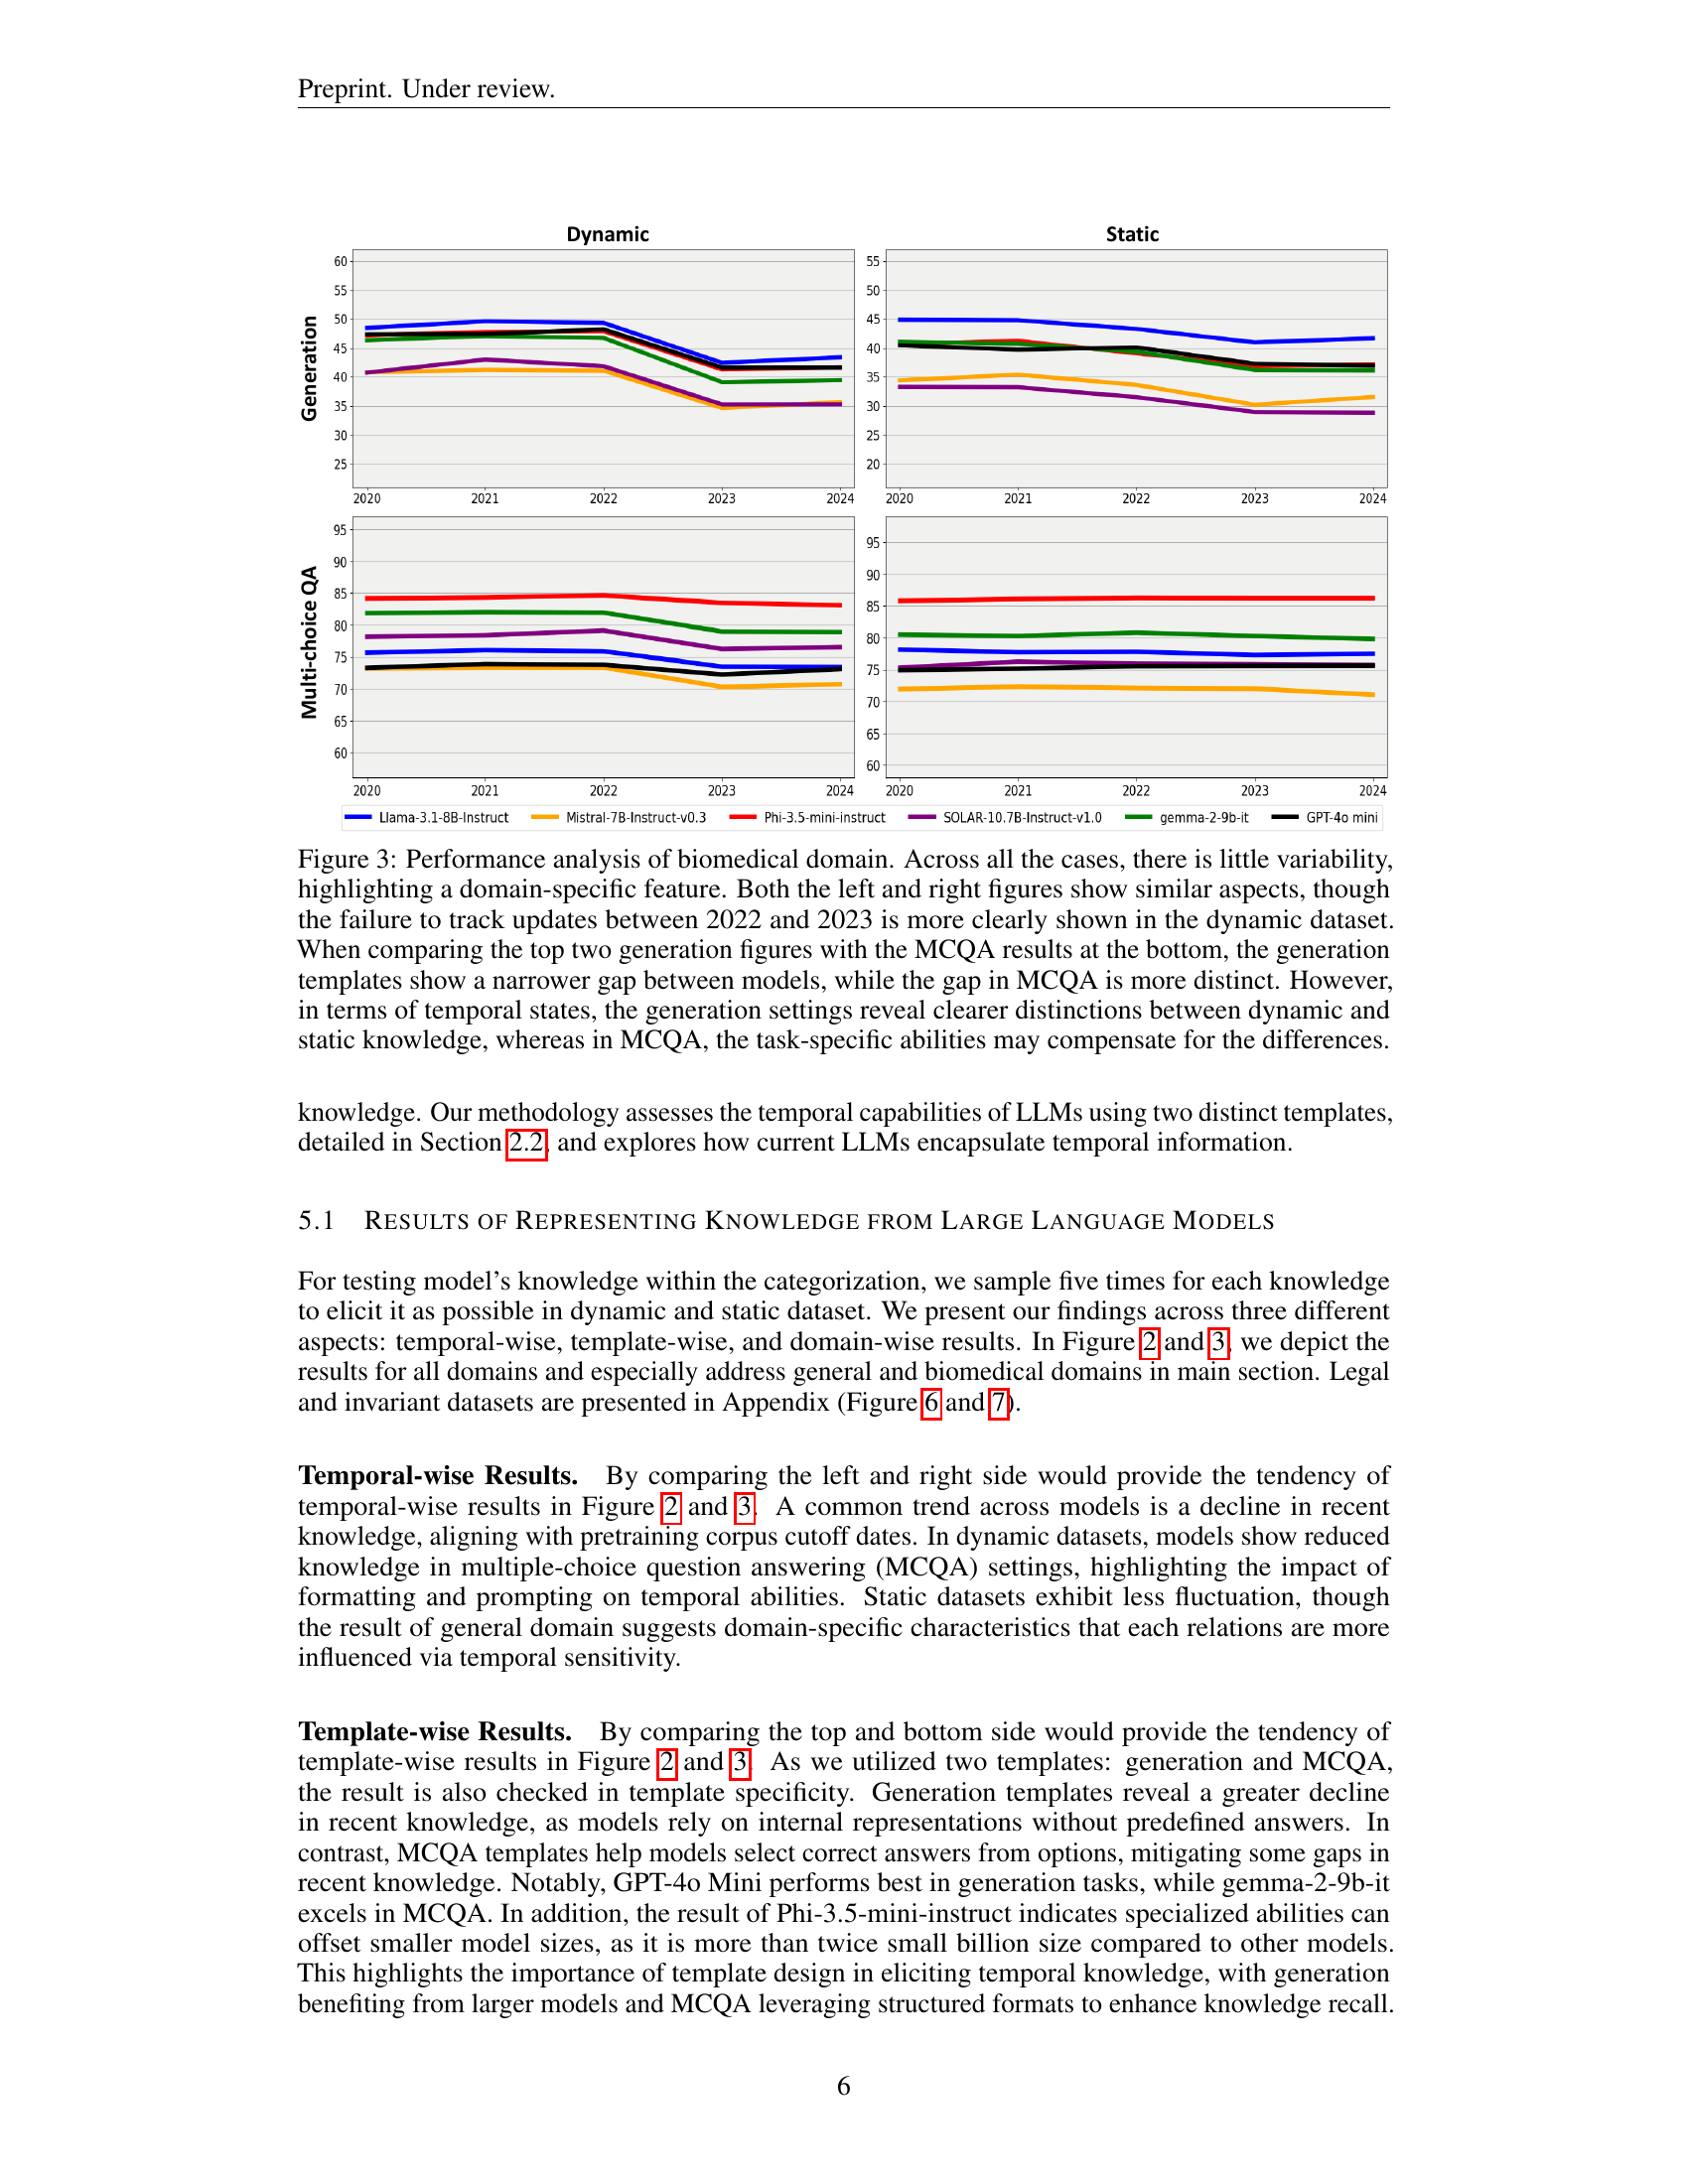 Preprint. Under review.
Dynamic
Static
Generation
60
55
50
45
40
35
30
25
2020 2021 2022 2023 2024
55
50
45
40
35
30
25
20
2020 2021 2022 2023 2024
Multi-choice QA
95
90
85
80
75
70
65
60
2020 2021 2022 2023 2024
95
90
85
80
75
70
65
60
2020 2021 2022 2023 2024
Llama-3.1-8B-Instruct Mistral-7B-Instruct-v0.3 Phi-3.5-mini-instruct SOLAR-10.7B-Instruct-v1.0 gemma-2-9b-it GPT-4o mini
Figure 3: Performance analysis of biomedical domain. Across all the cases, there is little variability,
highlighting a domain-specific feature. Both the left and right figures show similar aspects, though
the failure to track updates between 2022 and 2023 is more clearly shown in the dynamic dataset.
When comparing the top two generation figures with the MCQA results at the bottom, the generation
templates show a narrower gap between models, while the gap in MCQA is more distinct. However,
in terms of temporal states, the generation settings reveal clearer distinctions between dynamic and
static knowledge, whereas in MCQA, the task-specific abilities may compensate for the differences.
knowledge. Our methodology assesses the temporal capabilities of LLMs using two distinct templates,
detailed in Section 2.2, and explores how current LLMs encapsulate temporal information.
5.1 RESULTS OF REPRESENTING KNOWLEDGE FROM LARGE LANGUAGE MODELS
For testing model's knowledge within the categorization, we sample five times for each knowledge
to elicit it as possible in dynamic and static dataset. We present our findings across three different
aspects: temporal-wise, template-wise, and domain-wise results. In Figure 2 and 3, we depict the
results for all domains and especially address general and biomedical domains in main section. Legal
and invariant datasets are presented in Appendix (Figure 6 and 7).
Temporal-wise Results. By comparing the left and right side would provide the tendency of
temporal-wise results in Figure 2 and 3. A common trend across models is a decline in recent
knowledge, aligning with pretraining corpus cutoff dates. In dynamic datasets, models show reduced
knowledge in multiple-choice question answering (MCQA) settings, highlighting the impact of
formatting and prompting on temporal abilities. Static datasets exhibit less fluctuation, though
the result of general domain suggests domain-specific characteristics that each relations are more
influenced via temporal sensitivity.
Template-wise Results. By comparing the top and bottom side would provide the tendency of
template-wise results in Figure 2 and 3. As we utilized two templates: generation and MCQA,
the result is also checked in template specificity. Generation templates reveal a greater decline
in recent knowledge, as models rely on internal representations without predefined answers. In
contrast, MCQA templates help models select correct answers from options, mitigating some gaps in
recent knowledge. Notably, GPT-4o Mini performs best in generation tasks, while gemma-2-9b-it
excels in MCQA. In addition, the result of Phi-3.5-mini-instruct indicates specialized abilities can
offset smaller model sizes, as it is more than twice small billion size compared to other models.
This highlights the importance of template design in eliciting temporal knowledge, with generation
benefiting from larger models and MCQA leveraging structured formats to enhance knowledge recall.
6